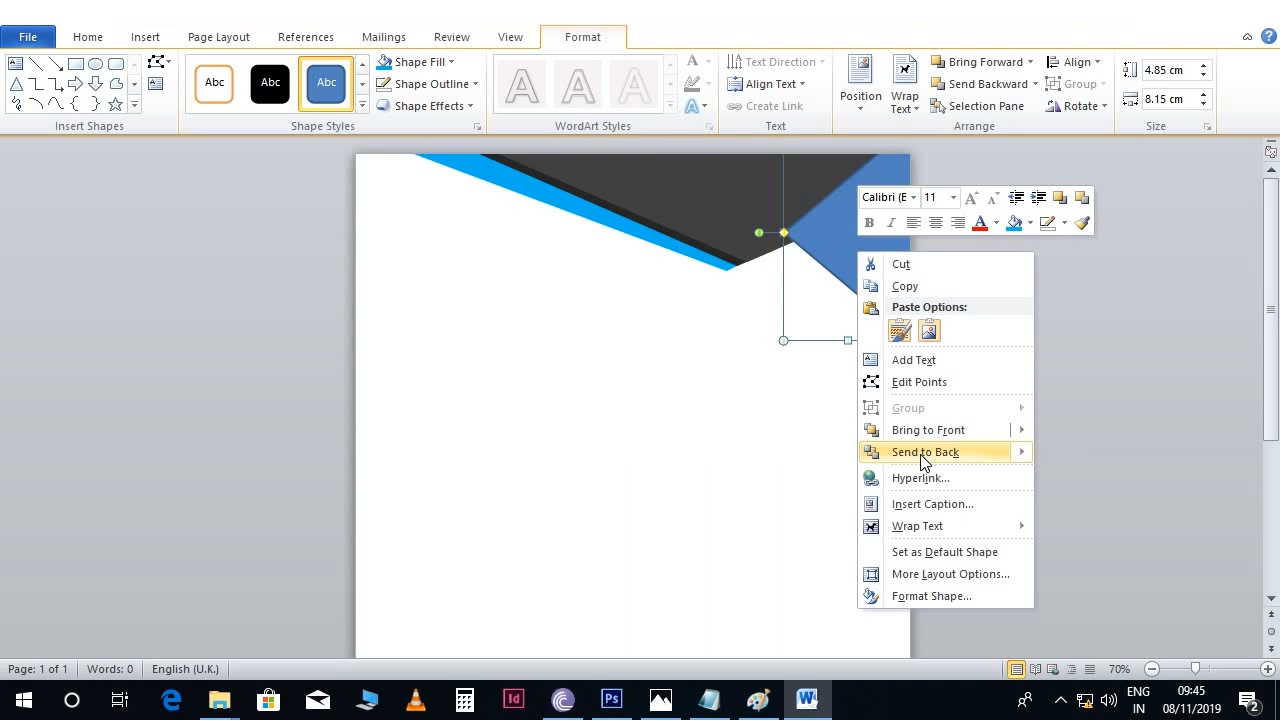 File Home Insert Page Layout References Mailings Review View Format
Abc Abc Abc
Shape Fill
Shape Outline
Shape Effects
A A A
A
A
Text Direction
Align Text
Create Link
Position
Wrap
Text
Bring Forward
Send Backward
Selection Pane
Align
Group
Rotate
4.85 cm
8.15 cm
Insert Shapes Shape Styles WordArt Styles Text Arrange Size
Calibri (E 11 A A
B I A
Cut
Copy
Paste Options:
Add Text
Edit Points
Group
Bring to Front
Send to Back
Hyperlink...
Insert Caption...
Wrap Text
Set as Default Shape
More Layout Options...
Format Shape...
Page: 1 of 1 Words: 0 English (U.K.) 70%
e Id Ps W
ENG
IN
09:45
08/11/2019
2